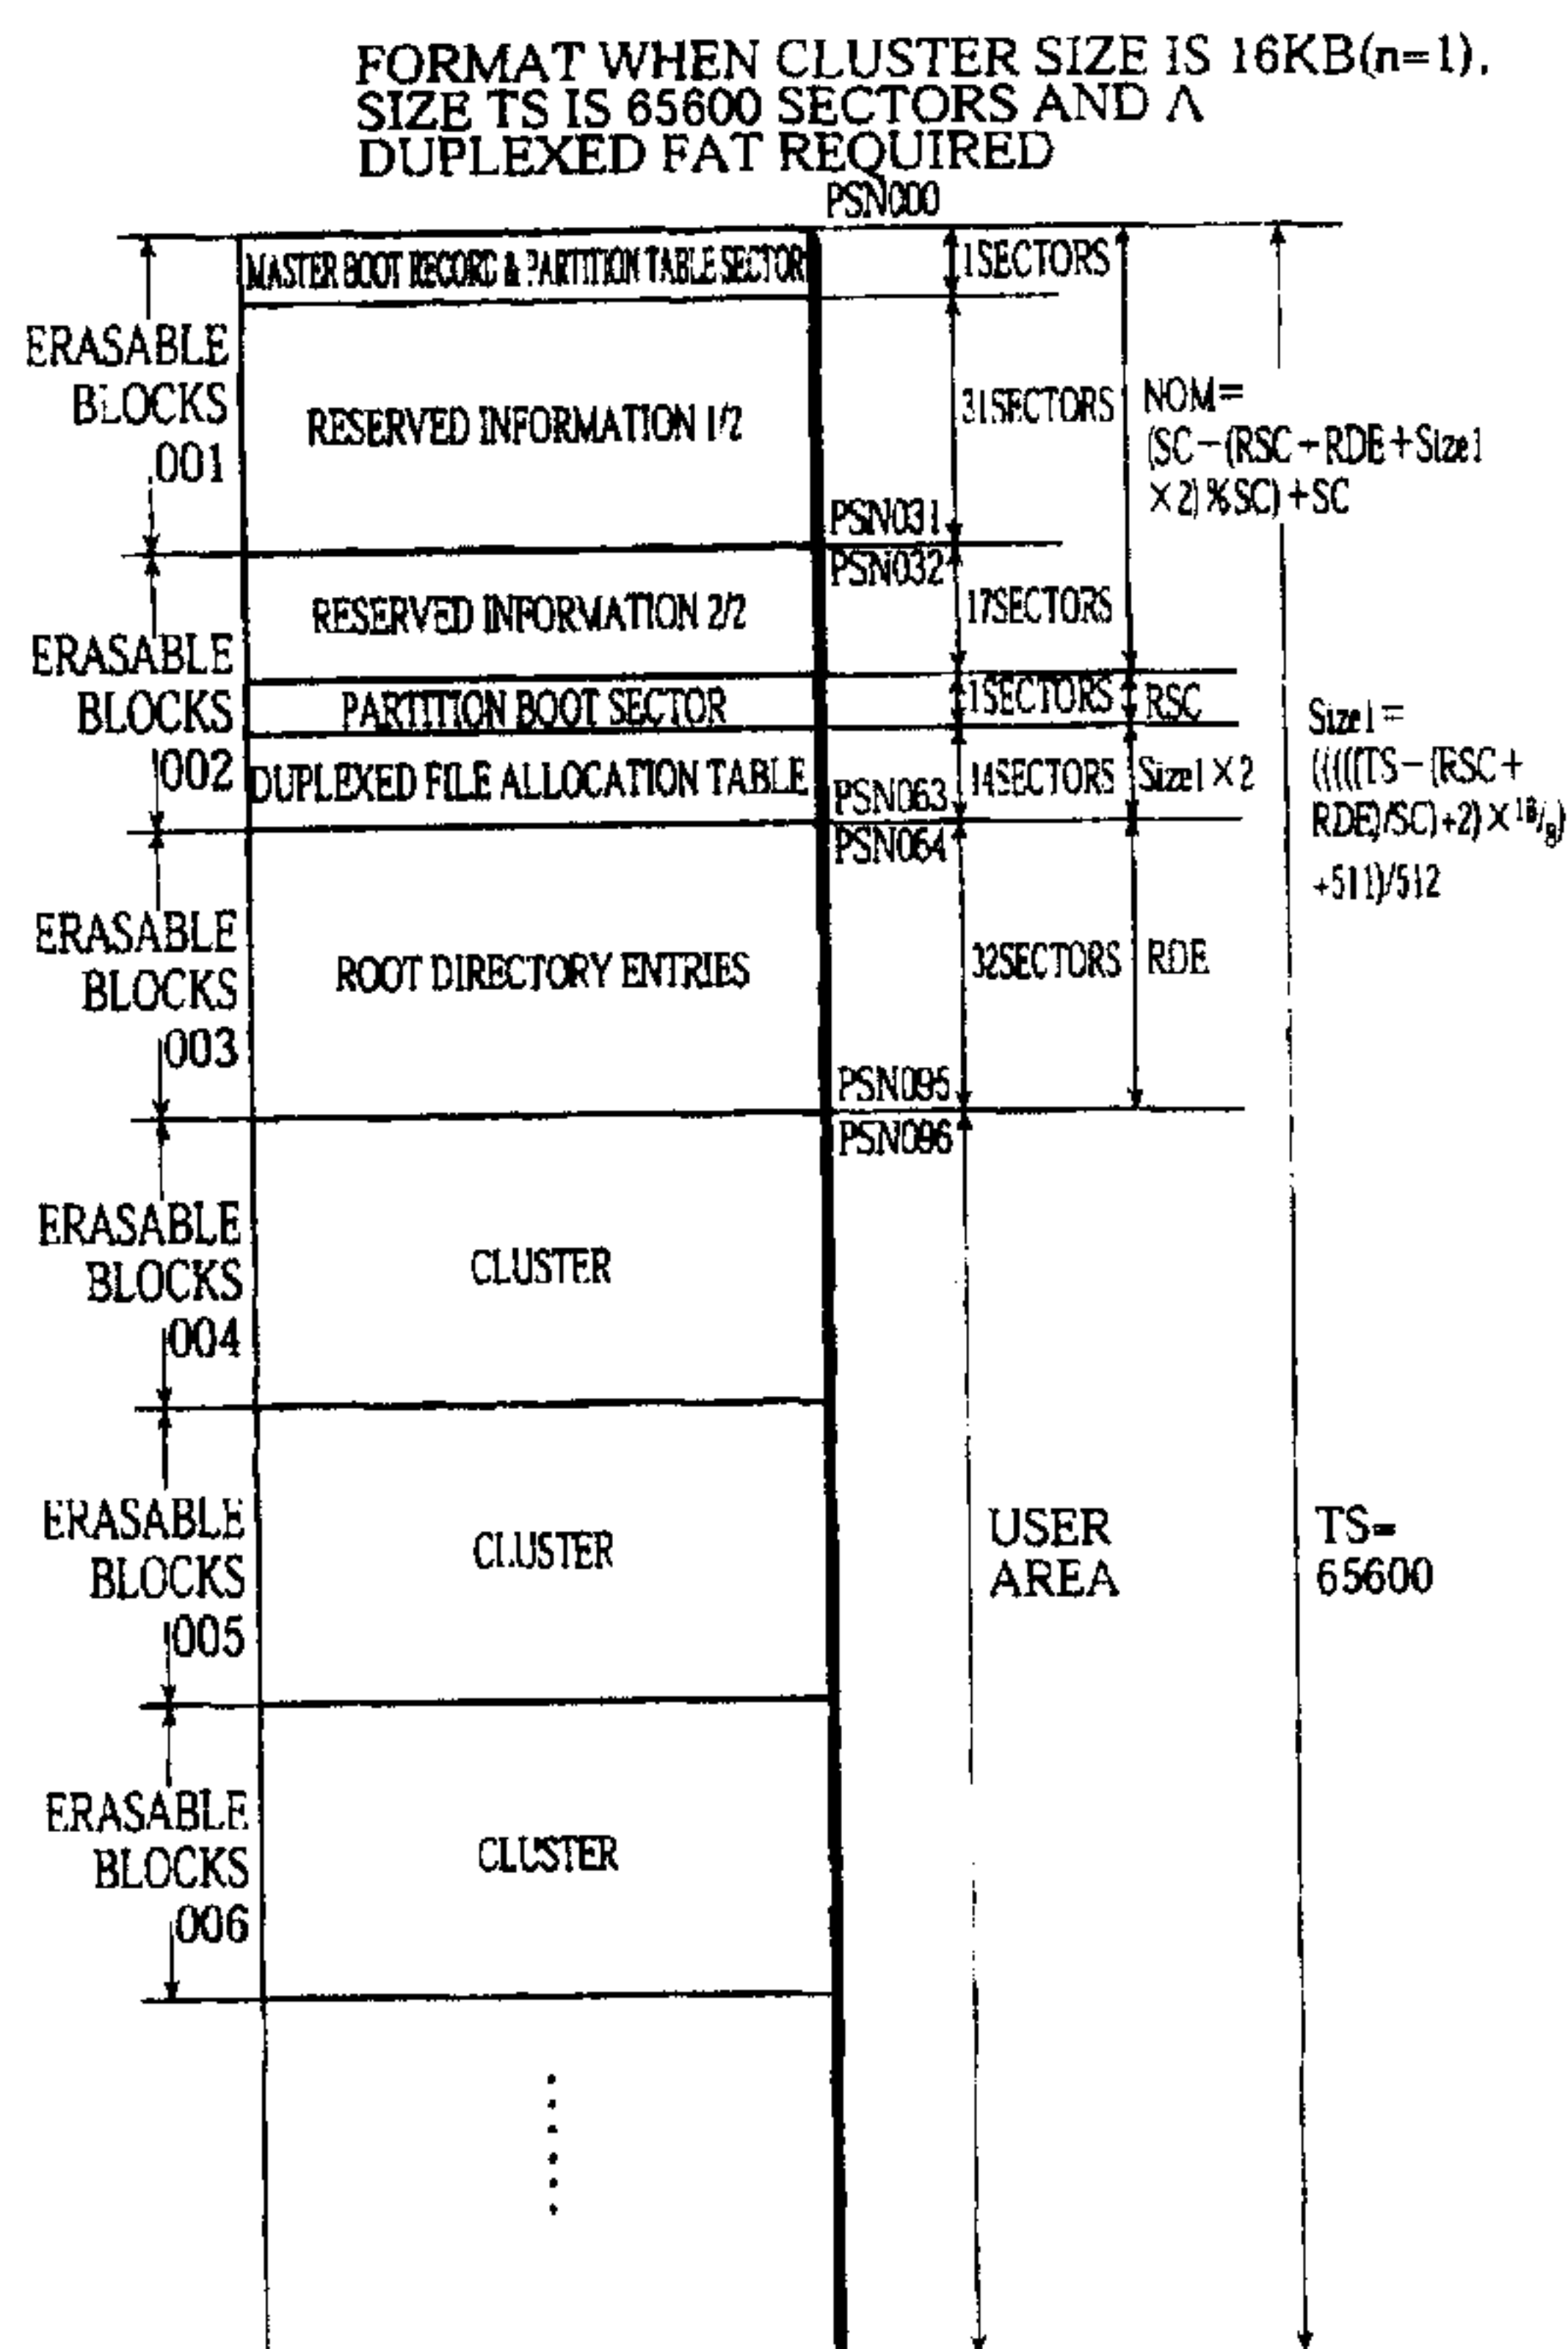 FORMAT WHEN CLUSTER SIZE IS 16KB(n=1),
SIZE TS IS 65600 SECTORS AND A
DUPLEXED FAT REQUIRED
PSN000
MASTER BOOT RECORD & PARTITION TABLE SECTOR
1SECTORS
ERASABLE
BLOCKS
001
RESERVED INFORMATION 1/2
31SECTORS
NOM=
(SC-(RSC+RDE+Size1
×2)%SC)+SC
PSN031
PSN032
RESERVED INFORMATION 2/2
17SECTORS
ERASABLE
BLOCKS
002
PARTITION BOOT SECTOR
1SECTORS
RSC
DUPLEXED FILE ALLOCATION TABLE
14SECTORS
Size1×2
PSN063
PSN064
Size1=
(((((TS-(RSC+
RDE)/SC)+2)×16/8)
+511)/512
ERASABLE
BLOCKS
003
ROOT DIRECTORY ENTRIES
32SECTORS
RDE
PSN095
PSN096
ERASABLE
BLOCKS
004
CLUSTER
ERASABLE
BLOCKS
005
CLUSTER
USER
AREA
TS=
65600
ERASABLE
BLOCKS
006
CLUSTER